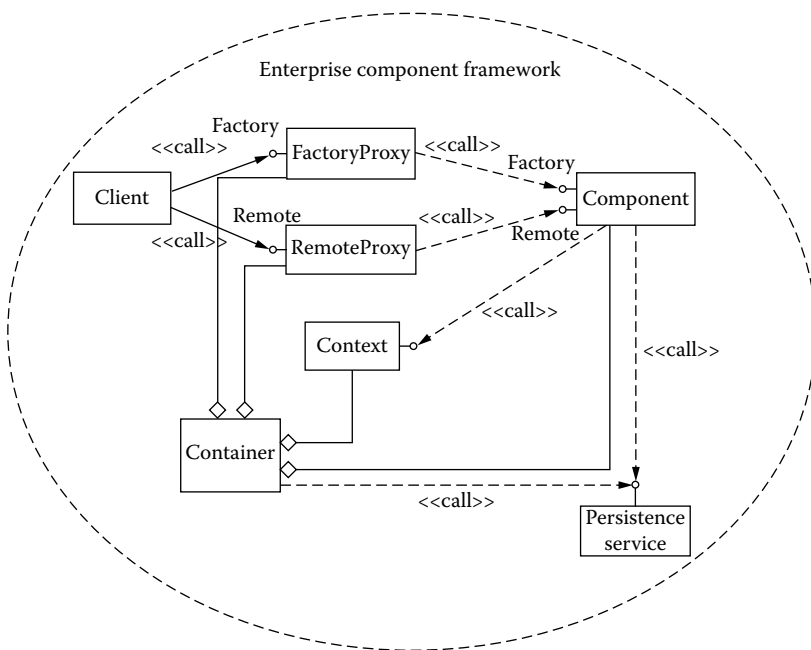 Enterprise component framework
Factory
<<call>>
FactoryProxy
<<call>>
Factory
Client
Component
Remote
<<call>>
RemoteProxy
<<call>>
Remote
Context
<<call>>
<<call>>
Container
<<call>>
Persistence
service